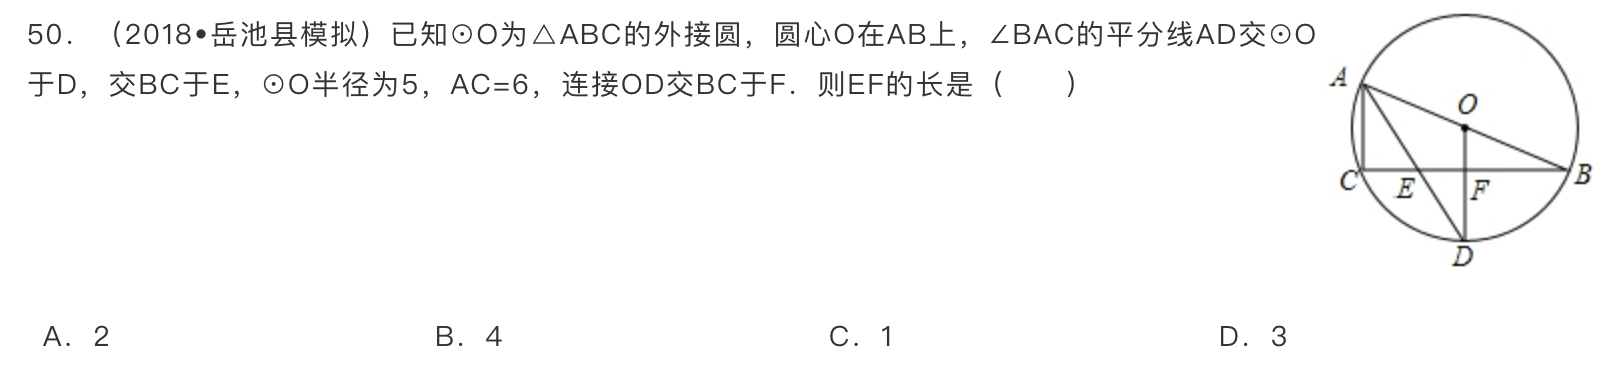 50. （2018•岳池县模拟）已知⊙O为△ABC的外接圆，圆心O在AB上，∠BAC的平分线AD交⊙O
于D，交BC于E，⊙O半径为5，AC=6，连接OD交BC于F．则EF的长是（　　）
A
O
C
E
F
B
D
A．2
B．4
C．1
D．3